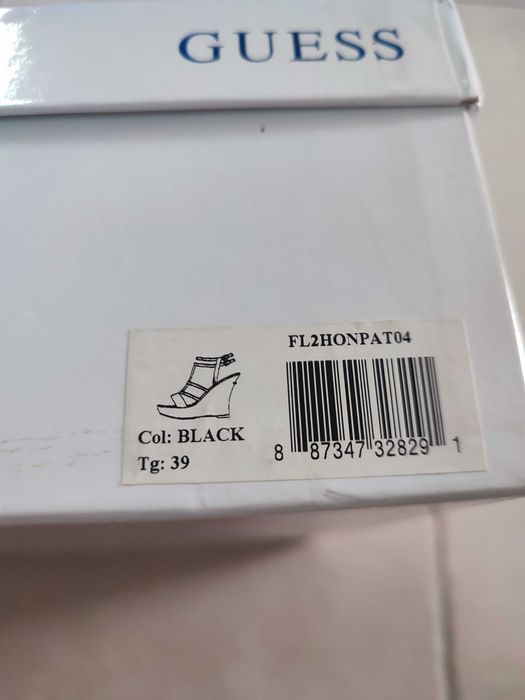 GUESS
FL2HONPAT04
Col: BLACK
Tg: 39
8 87347 32829 1